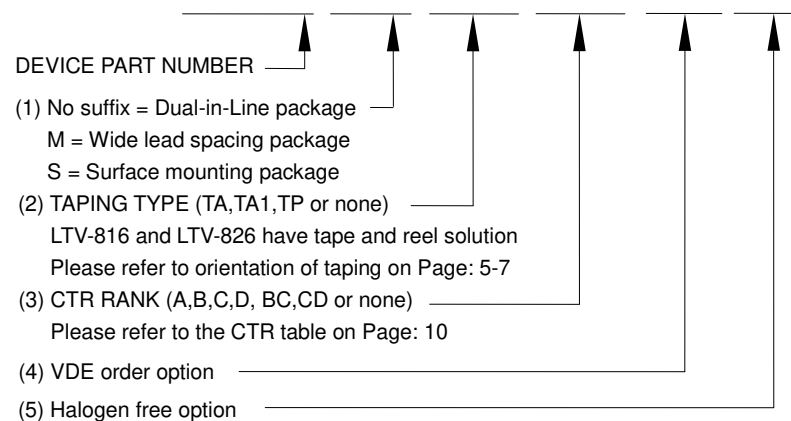 DEVICE PART NUMBER
(1) No suffix = Dual-in-Line package
M = Wide lead spacing package
S = Surface mounting package
(2) TAPING TYPE (TA,TA1,TP or none)
LTV-816 and LTV-826 have tape and reel solution
Please refer to orientation of taping on Page: 5-7
(3) CTR RANK (A,B,C,D, BC,CD or none)
Please refer to the CTR table on Page: 10
(4) VDE order option
(5) Halogen free option